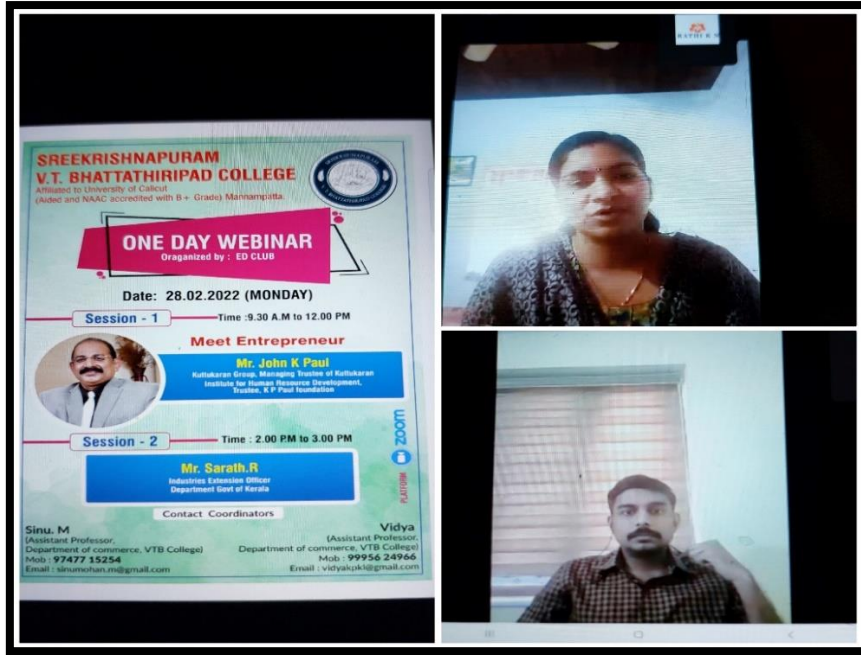 SREEKRISHNAPURAM
V.T. BHATTATHIRIPAD COLLEGE
Affiliated to University of Calicut
(Aided and NAAC accredited with B + Grade) Mannampatta.
ONE DAY WEBINAR
Oraganized by : ED CLUB
Date: 28.02.2022 (MONDAY)
Session - 1 Time :9.30 A.M to 12.00 PM
Meet Entrepreneur
Mr. John K Paul
Kuttukaran Group, Managing Trustee of Kuttukaran
Institute for Human Resource Development,
Trustee, K P Paul foundation
Session - 2 Time : 2.00 P.M to 3.00 PM
Mr. Sarath.R
Industries Extension Officer
Department Govt of Kerala
PLATFORM zoom
Contact Coordinators
Sinu. M
(Assistant Professor,
Department of commerce, VTB College)
Mob : 97477 15254
Email : sinumohan.m@gmail.com
Vidya
(Assistant Professor,
Department of commerce, VTB College)
Mob : 99956 24966
Email : vidyakpkl@gmail.com
RATHI K M